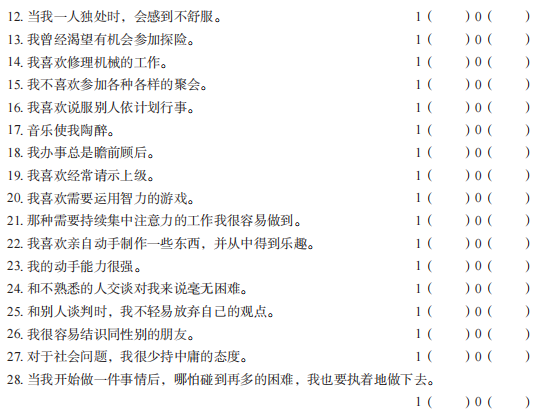 12. 当我一人独处时，会感到不舒服。 1 ( ) 0 ( )
13. 我曾经渴望有机会参加探险。 1 ( ) 0 ( )
14. 我喜欢修理机械的工作。 1 ( ) 0 ( )
15. 我不喜欢参加各种各样的聚会。 1 ( ) 0 ( )
16. 我喜欢说服别人依计划行事。 1 ( ) 0 ( )
17. 音乐使我陶醉。 1 ( ) 0 ( )
18. 我办事总是瞻前顾后。 1 ( ) 0 ( )
19. 我喜欢经常请示上级。 1 ( ) 0 ( )
20. 我喜欢需要运用智力的游戏。 1 ( ) 0 ( )
21. 那种需要持续集中注意力的工作我很容易做到。 1 ( ) 0 ( )
22. 我喜欢亲自动手制作一些东西，并从中得到乐趣。 1 ( ) 0 ( )
23. 我的动手能力很强。 1 ( ) 0 ( )
24. 和不熟悉的人交谈对我来说毫无困难。 1 ( ) 0 ( )
25. 和别人谈判时，我不轻易放弃自己的观点。 1 ( ) 0 ( )
26. 我很容易结识同性别的朋友。 1 ( ) 0 ( )
27. 对于社会问题，我很少持中庸的态度。 1 ( ) 0 ( )
28. 当我开始做一件事情后，哪怕碰到再多的困难，我也要执着地做下去。
1 ( ) 0 ( )